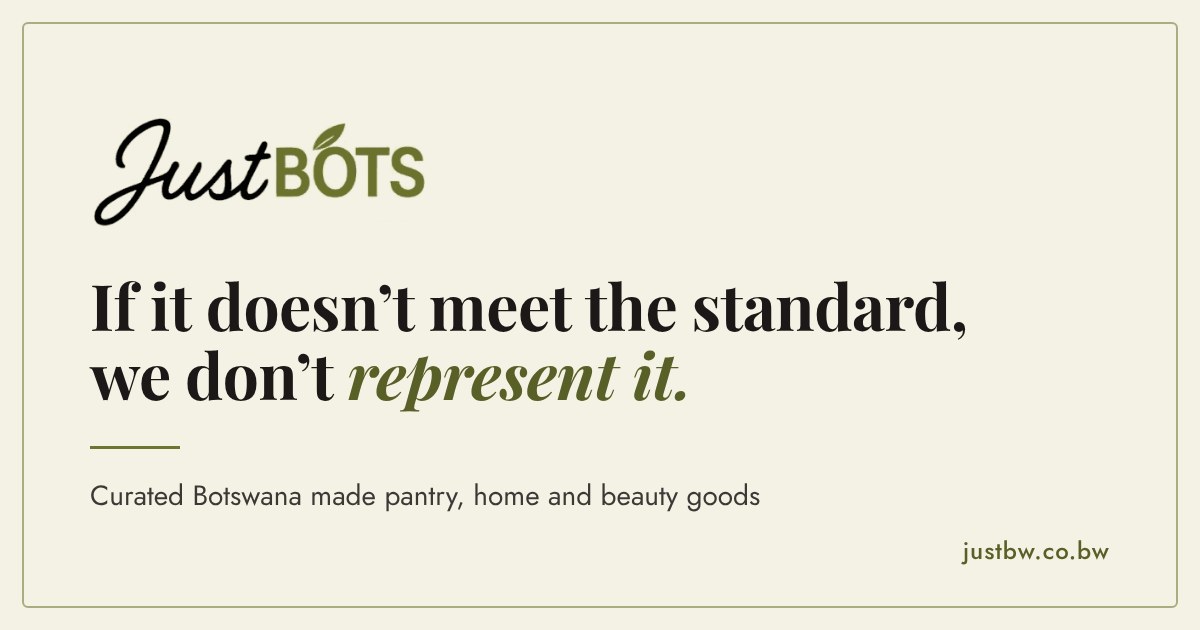 JustBOTS
If it doesn’t meet the standard,
we don’t represent it.
Curated Botswana made pantry, home and beauty goods
justbw.co.bw